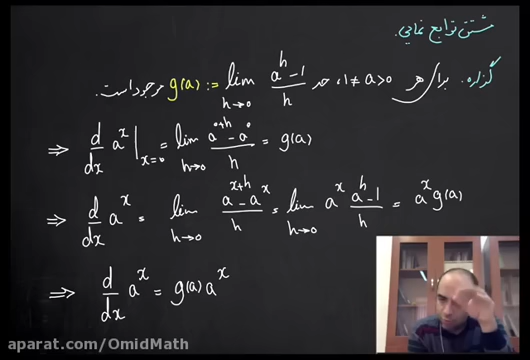 مشتق توابع نمایی.
گزاره. برای هر 1 ≠ a > 0، حد g(a) := lim_{h→0} (a^h − 1)/h موجود است.
⇒ d/dx a^x |_{x=0} = lim_{h→0} (a^{0+h} − a^0)/h = g(a)
⇒ d/dx a^x = lim_{h→0} (a^{x+h} − a^x)/h = lim_{h→0} a^x (a^h − 1)/h = a^x g(a)
⇒ d/dx a^x = g(a) a^x
aparat.com/OmidMath